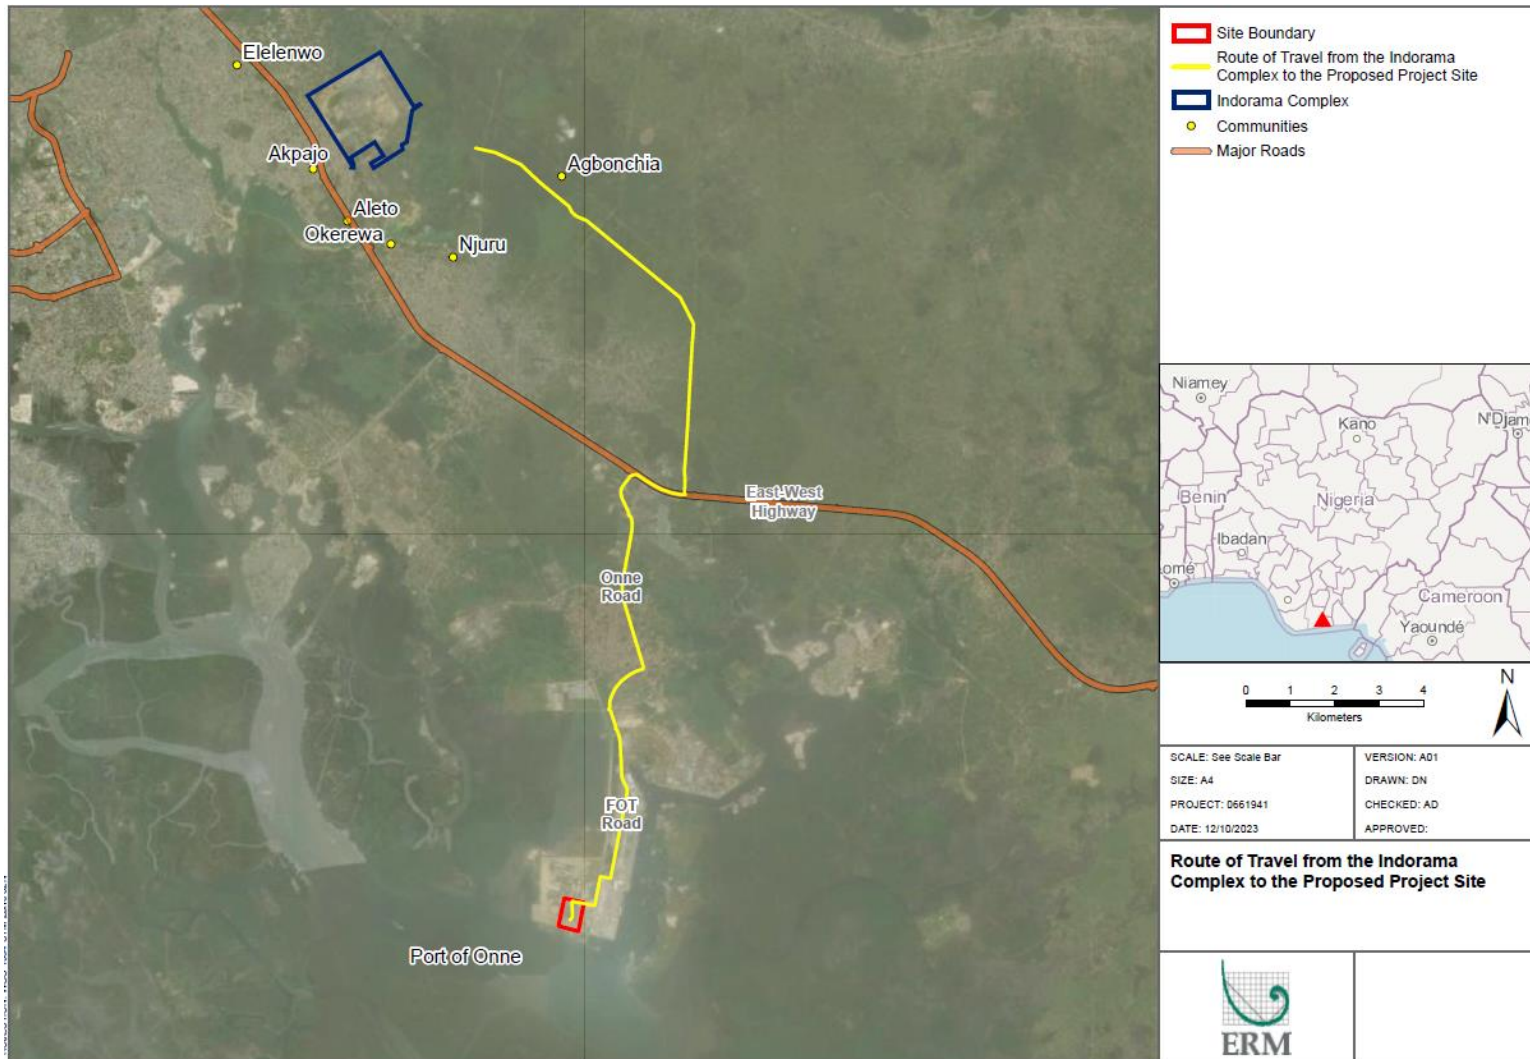 Elelenwo
Akpajo
Agbonchia
Aleto
Okerewa
Njuru
East-West
Highway
Onne
Road
FOT
Road
Port of Onne
Site Boundary
Route of Travel from the Indorama
Complex to the Proposed Project Site
Indorama Complex
Communities
Major Roads
Niamey
Kano
N'Djam
Benin
Nigeria
Ibadan
omé
Cameroon
Yaoundé
N
0 1 2 3 4
Kilometers
SCALE: See Scale Bar
VERSION: A01
SIZE: A4
DRAWN: DN
PROJECT: 0661941
CHECKED: AD
DATE: 12/10/2023
APPROVED:
Route of Travel from the Indorama
Complex to the Proposed Project Site
ERM